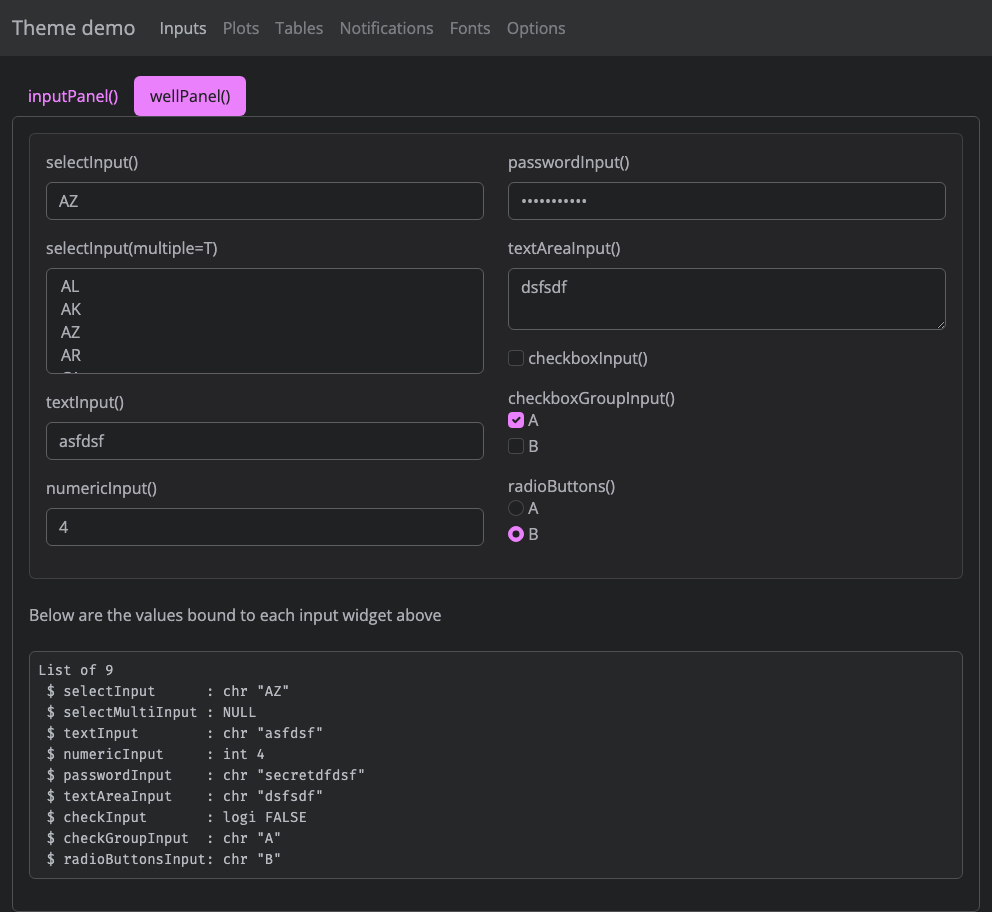 Theme demo Inputs Plots Tables Notifications Fonts Options
inputPanel() wellPanel()
selectInput()
AZ
selectInput(multiple=T)
AL
AK
AZ
AR
textInput()
asfdsf
numericInput()
4
passwordInput()
•••••••••••
textAreaInput()
dsfsdf
checkboxInput()
checkboxGroupInput()
A
B
radioButtons()
A
B
Below are the values bound to each input widget above
List of 9
 $ selectInput      : chr "AZ"
 $ selectMultiInput : NULL
 $ textInput        : chr "asfdsf"
 $ numericInput     : int 4
 $ passwordInput    : chr "secretdfdsf"
 $ textAreaInput    : chr "dsfsdf"
 $ checkInput       : logi FALSE
 $ checkGroupInput  : chr "A"
 $ radioButtonsInput: chr "B"